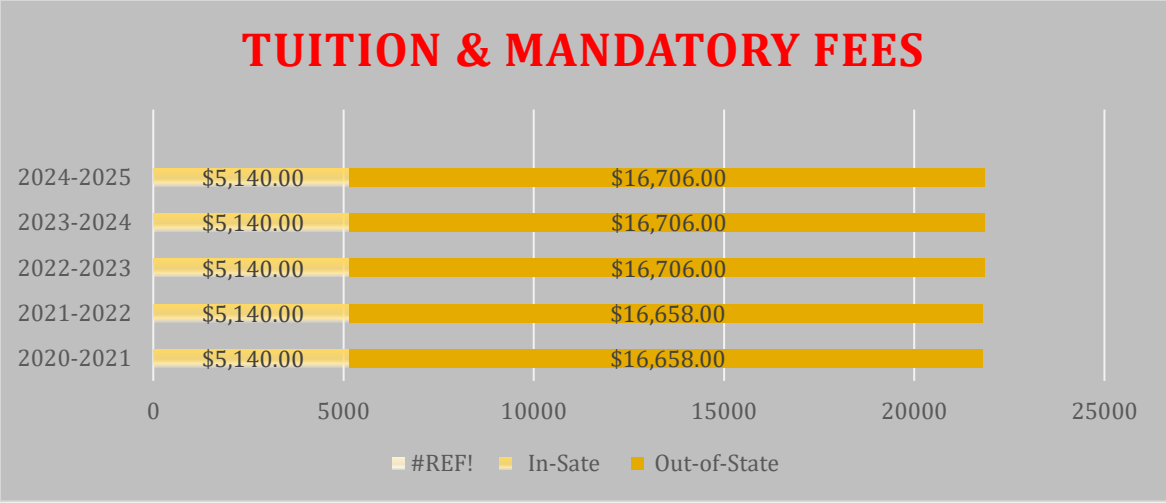 TUITION & MANDATORY FEES
2024-2025 $5,140.00 $16,706.00
2023-2024 $5,140.00 $16,706.00
2022-2023 $5,140.00 $16,706.00
2021-2022 $5,140.00 $16,658.00
2020-2021 $5,140.00 $16,658.00
0 5000 10000 15000 20000 25000
#REF! In-Sate Out-of-State